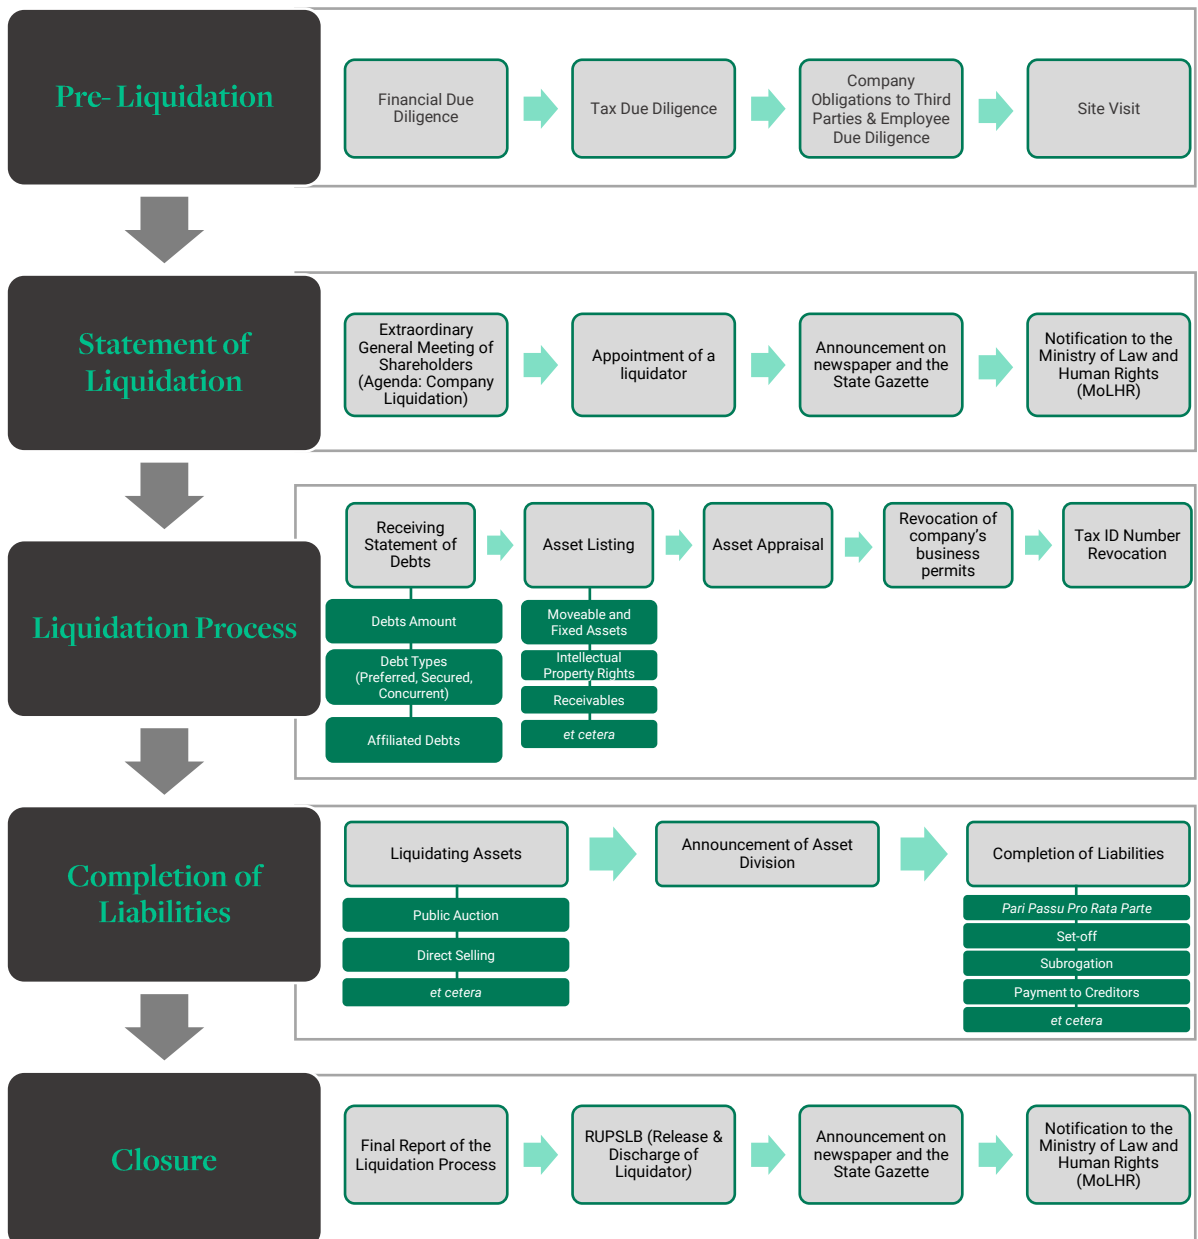 Pre- Liquidation
Financial Due
Diligence
Tax Due Diligence
Company
Obligations to Third
Parties & Employee
Due Diligence
Site Visit
Statement of
Liquidation
Extraordinary
General Meeting of
Shareholders
(Agenda: Company
Liquidation)
Appointment of a
liquidator
Announcement on
newspaper and the
State Gazette
Notification to the
Ministry of Law and
Human Rights
(MoLHR)
Liquidation Process
Receiving
Statement of
Debts
Debts Amount
Debt Types
(Preferred, Secured,
Concurrent)
Affiliated Debts
Asset Listing
Moveable and
Fixed Assets
Intellectual
Property Rights
Receivables
et cetera
Asset Appraisal
Revocation of
company’s
business
permits
Tax ID Number
Revocation
Completion of
Liabilities
Liquidating Assets
Public Auction
Direct Selling
et cetera
Announcement of Asset
Division
Completion of Liabilities
Pari Passu Pro Rata Parte
Set-off
Subrogation
Payment to Creditors
et cetera
Closure
Final Report of the
Liquidation Process
RUPSLB (Release &
Discharge of
Liquidator)
Announcement on
newspaper and the
State Gazette
Notification to the
Ministry of Law and
Human Rights
(MoLHR)